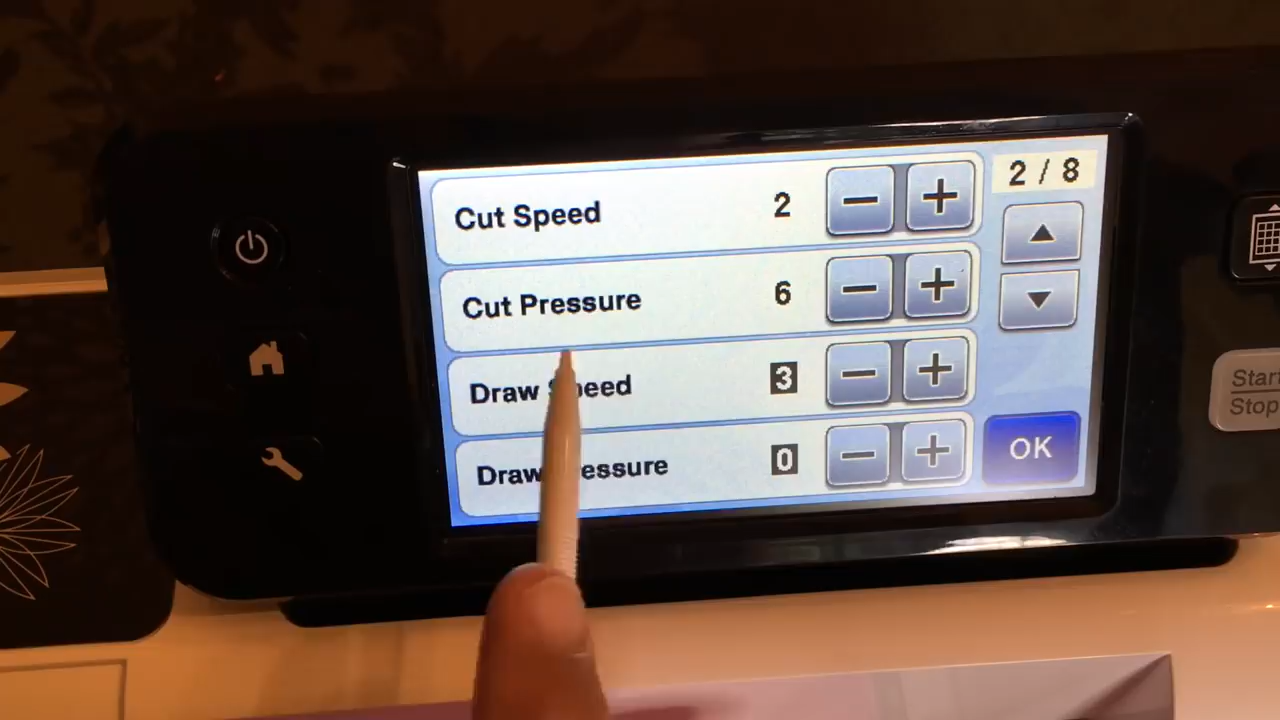 Cut Speed 2 − +
2 / 8
Cut Pressure 6 − +
Draw Speed 3 − +
Draw Pressure 0 − +
OK
Start
Stop